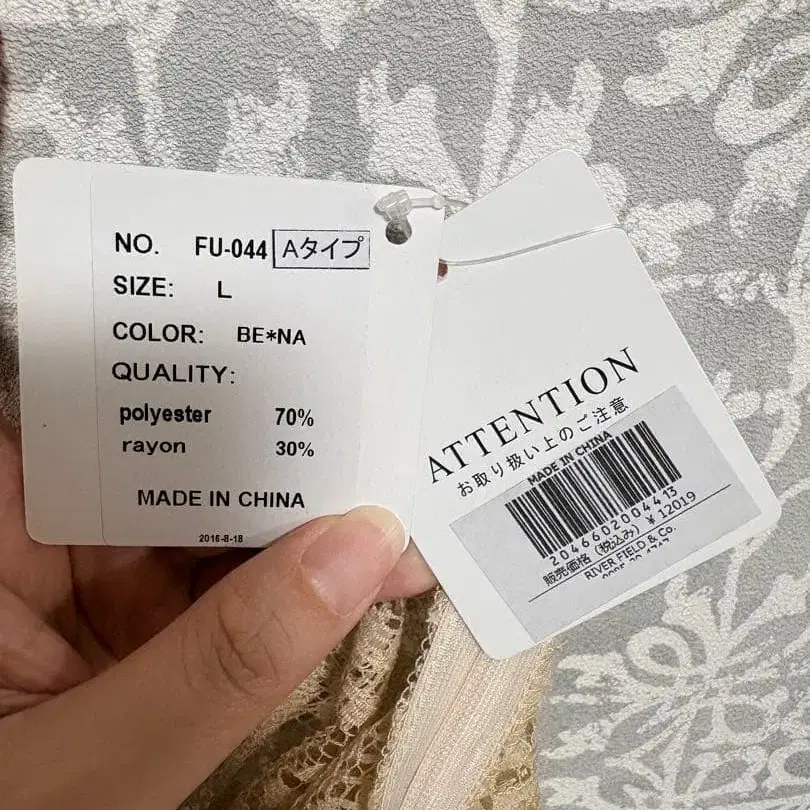 NO. FU-044 Aタイプ
SIZE: L
COLOR: BE*NA
QUALITY:
polyester 70%
rayon 30%
MADE IN CHINA
2016-8-18
ATTENTION
お取り扱い上のご注意
MADE IN CHINA
2046602004413
販売価格(税込み) ¥12019
RIVER FIELD & Co.